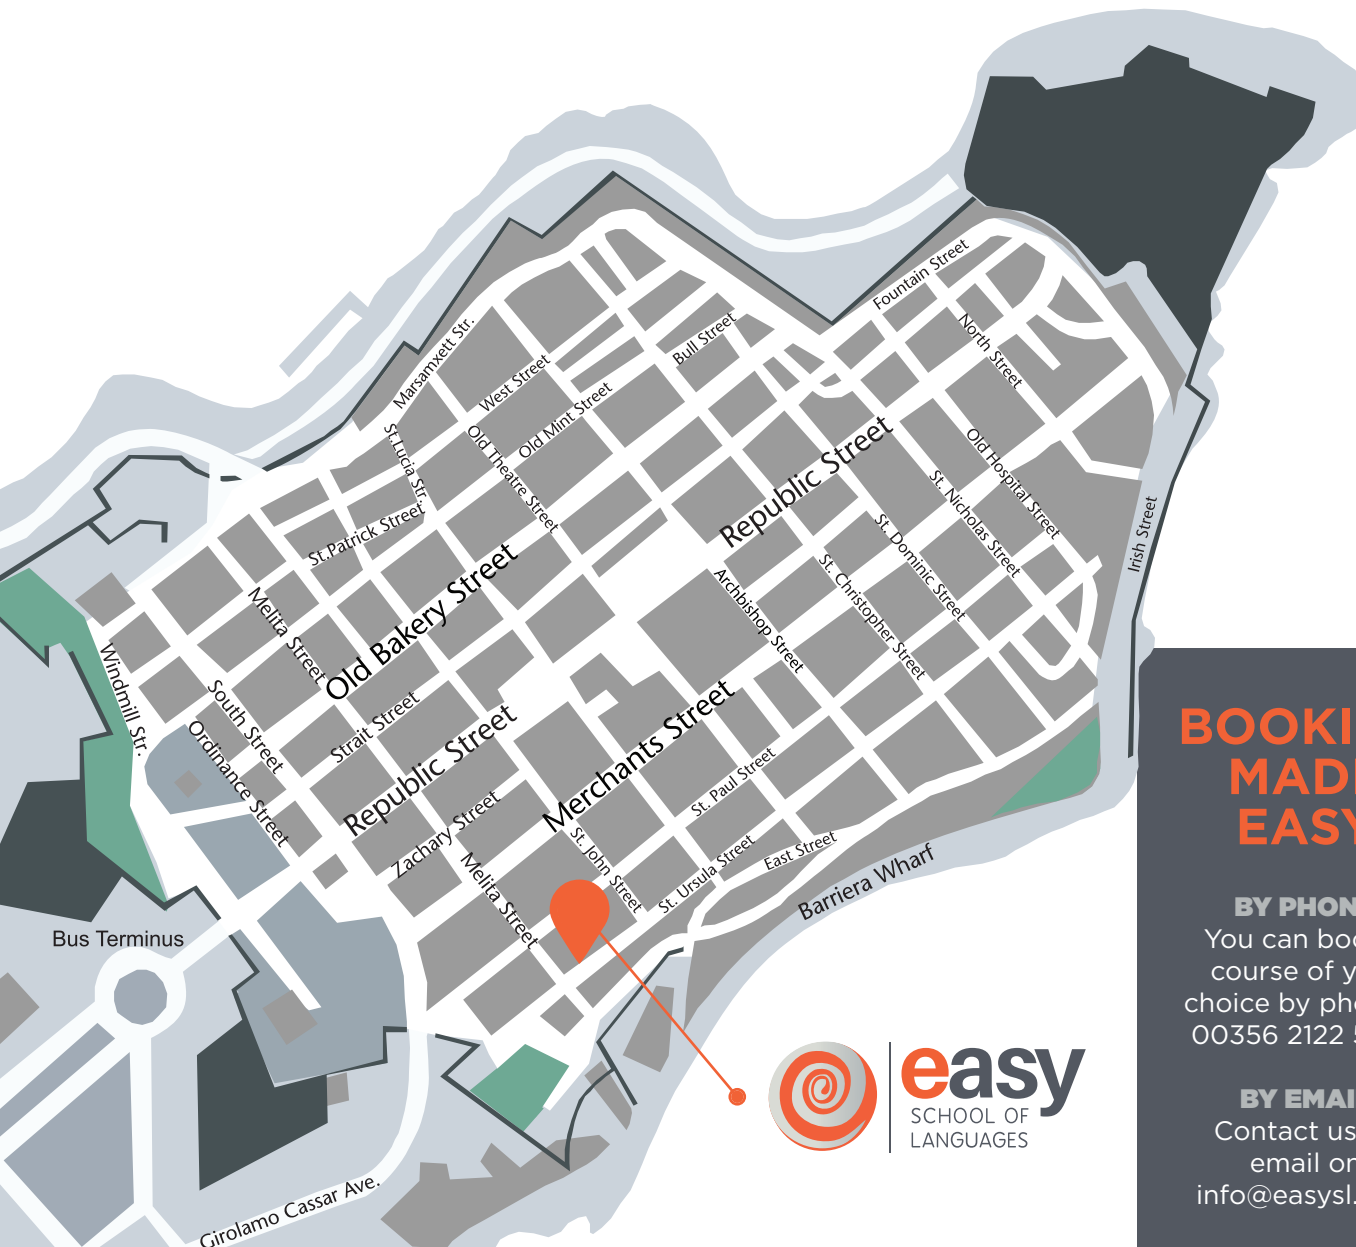 Fountain Street
North Street
Bull Street
Marsamxett Str.
West Street
Old Mint Street
St.Lucia Str.
Old Theatre Street
St.Patrick Street
Republic Street
Old Hospital Street
St. Nicholas Street
St. Dominic Street
St. Christopher Street
Archbishop Street
Irish Street
Old Bakery Street
Melita Street
Windmill Str.
South Street
Ordinance Street
Strait Street
Republic Street
Merchants Street
Zachary Street
St. Paul Street
St. John Street
Melita Street
St. Ursula Street
East Street
Barriera Wharf
Bus Terminus
Girolamo Cassar Ave.
easy
SCHOOL OF
LANGUAGES
BOOKI
MAD
EASY
BY PHON
You can boo
course of y
choice by pho
00356 2122
BY EMAI
Contact us
email on
info@easysl.